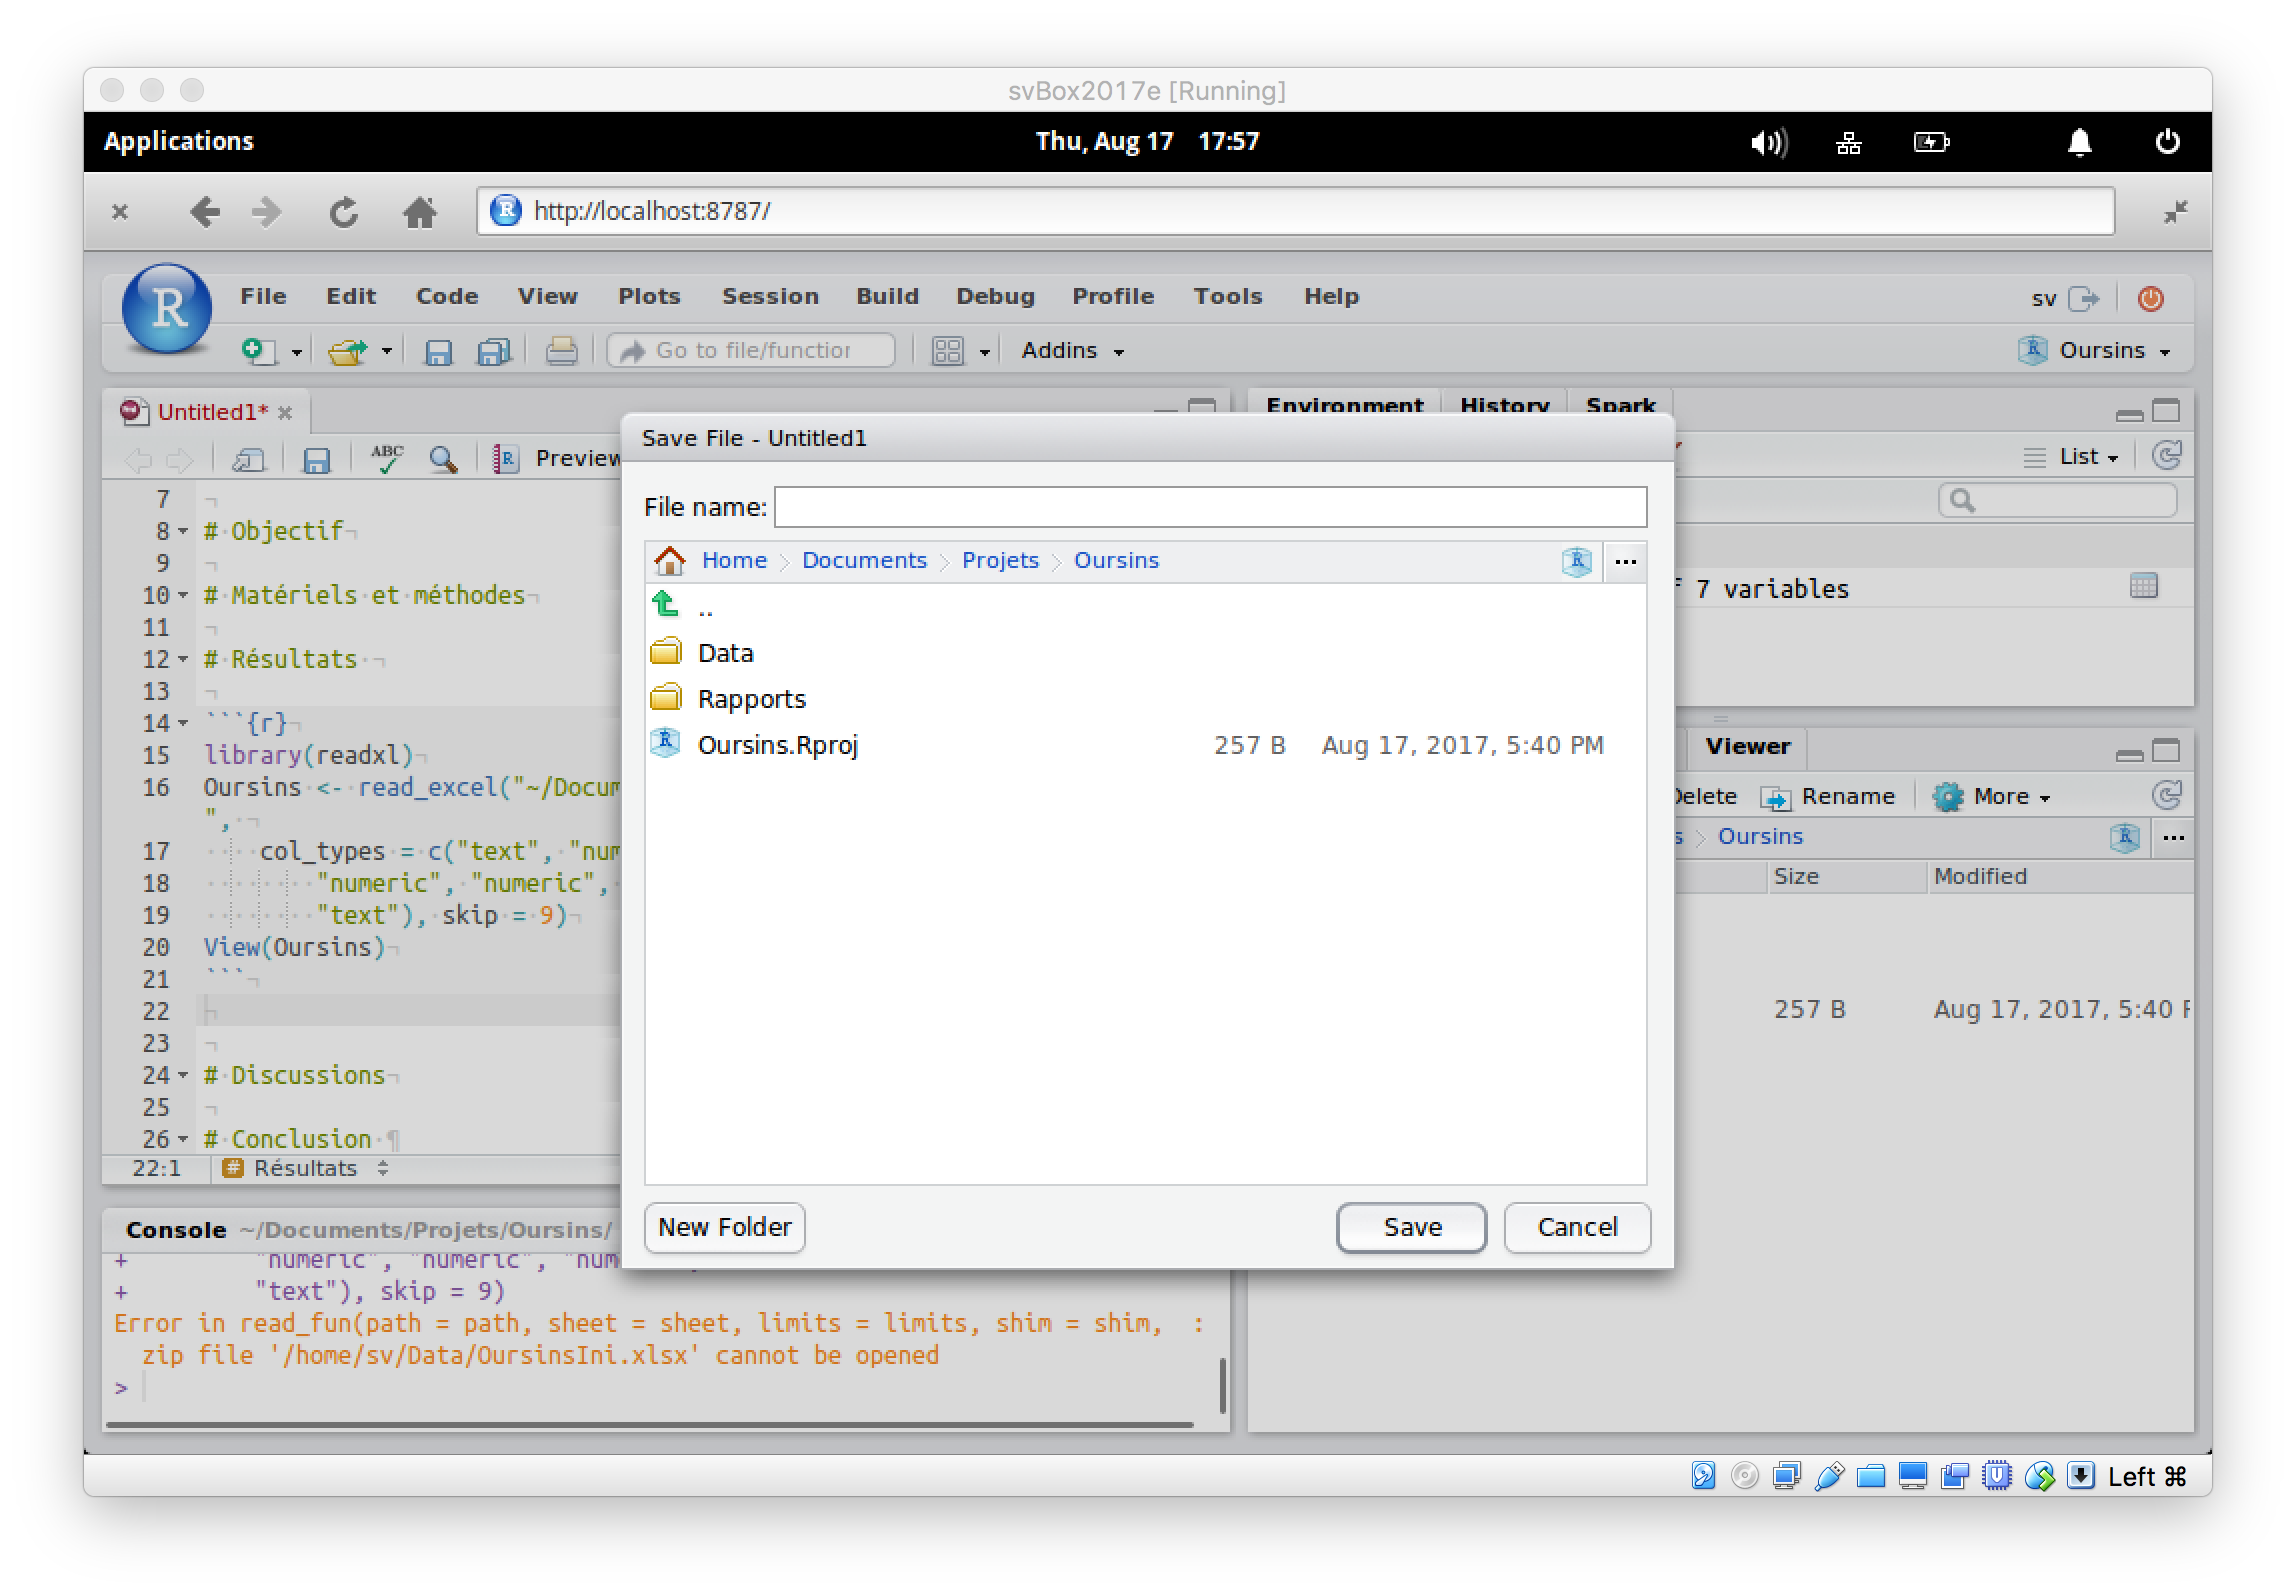 svBox2017e [Running]
Applications
Thu, Aug 17 17:57
http://localhost:8787/
R
File Edit Code View Plots Session Build Debug Profile Tools Help
sv
Go to file/function
Addins
Oursins
Untitled1*
ABC
Preview
7
8 # Objectif
9
10 # Matériels et méthodes
11
12 # Résultats
13
14 ```{r}
15 library(readxl)
16 Oursins <- read_excel("~/Docum
",
17 col_types = c("text", "num
18 "numeric", "numeric",
19 "text"), skip = 9)
20 View(Oursins)
21 ```
22
23
24 # Discussions
25
26 # Conclusion
22:1 # Résultats
Console ~/Documents/Projets/Oursins/
+ "numeric", "numeric", "num
+ "text"), skip = 9)
Error in read_fun(path = path, sheet = sheet, limits = limits, shim = shim, :
zip file '/home/sv/Data/OursinsIni.xlsx' cannot be opened
>
Save File - Untitled1
File name:
Home Documents Projets Oursins ...
..
Data
Rapports
Oursins.Rproj 257 B Aug 17, 2017, 5:40 PM
New Folder Save Cancel
Environment History Spark
List
7 variables
Viewer
Delete Rename More
Oursins ...
Size Modified
257 B Aug 17, 2017, 5:40 P
Left ⌘